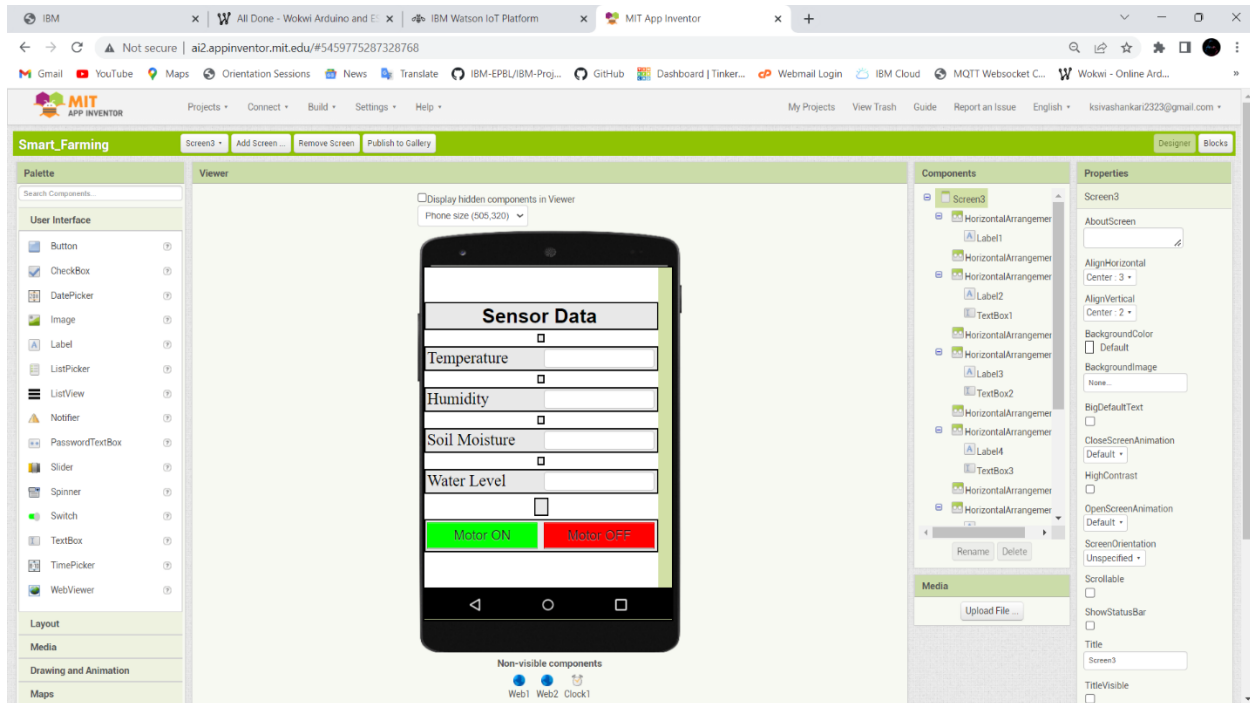 IBM
All Done - Wokwi Arduino and ES
IBM Watson IoT Platform
MIT App Inventor
Not secure | ai2.appinventor.mit.edu/#5459775287328768
Gmail YouTube Maps Orientation Sessions News Translate IBM-EPBL/IBM-Proj... GitHub Dashboard | Tinker... Webmail Login IBM Cloud MQTT Websocket C... Wokwi - Online Ard... »
MIT
APP INVENTOR
Projects Connect Build Settings Help My Projects View Trash Guide Report an Issue English ksivashankari2323@gmail.com
Smart_Farming Screen3 Add Screen ... Remove Screen Publish to Gallery Designer Blocks
Palette
Search Components...
User Interface
Button
CheckBox
DatePicker
Image
Label
ListPicker
ListView
Notifier
PasswordTextBox
Slider
Spinner
Switch
TextBox
TimePicker
WebViewer
Layout
Media
Drawing and Animation
Maps
Viewer
Display hidden components in Viewer
Phone size (505,320)
Sensor Data
Temperature
Humidity
Soil Moisture
Water Level
Motor ON Motor OFF
Non-visible components
Web1 Web2 Clock1
Components
Screen3
HorizontalArrangemer
Label1
HorizontalArrangemer
HorizontalArrangemer
Label2
TextBox1
HorizontalArrangemer
HorizontalArrangemer
Label3
TextBox2
HorizontalArrangemer
HorizontalArrangemer
Label4
TextBox3
HorizontalArrangemer
HorizontalArrangemer
Rename Delete
Media
Upload File ...
Properties
Screen3
AboutScreen
AlignHorizontal
Center : 3
AlignVertical
Center : 2
BackgroundColor
Default
BackgroundImage
None...
BigDefaultText
CloseScreenAnimation
Default
HighContrast
OpenScreenAnimation
Default
ScreenOrientation
Unspecified
Scrollable
ShowStatusBar
Title
Screen3
TitleVisible